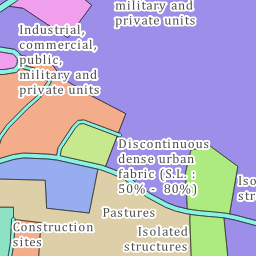 military and
private units
Industrial,
commercial,
public,
military and
private units
Discontinuous
dense urban
fabric (S.L. :
50% - 80%)
Iso
str
Pastures
Construction
sites
Isolated
structures